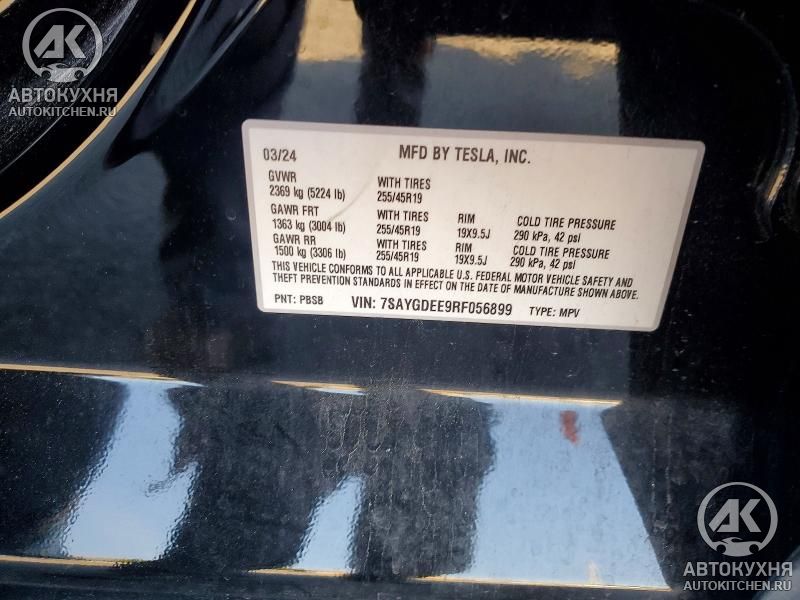 АК
АВТОКУХНЯ
AUTOKITCHEN.RU
03/24 MFD BY TESLA, INC.
GVWR WITH TIRES
2369 kg (5224 lb) 255/45R19
GAWR FRT WITH TIRES RIM COLD TIRE PRESSURE
1363 kg (3004 lb) 255/45R19 19X9.5J 290 kPa, 42 psi
GAWR RR WITH TIRES RIM COLD TIRE PRESSURE
1500 kg (3306 lb) 255/45R19 19X9.5J 290 kPa, 42 psi
THIS VEHICLE CONFORMS TO ALL APPLICABLE U.S. FEDERAL MOTOR VEHICLE SAFETY AND
THEFT PREVENTION STANDARDS IN EFFECT ON THE DATE OF MANUFACTURE SHOWN ABOVE.
PNT: PBSB VIN: 7SAYGDEE9RF056899 TYPE: MPV
АК
АВТОКУХНЯ
AUTOKITCHEN.RU